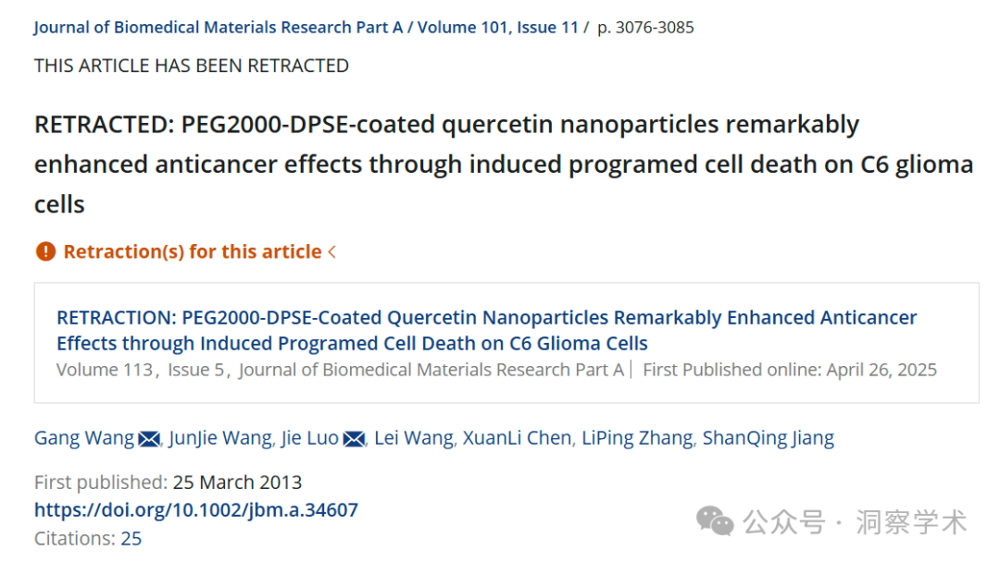 Journal of Biomedical Materials Research Part A / Volume 101, Issue 11 / p. 3076-3085
THIS ARTICLE HAS BEEN RETRACTED
RETRACTED: PEG2000-DPSE-coated quercetin nanoparticles remarkably
enhanced anticancer effects through induced programed cell death on C6 glioma
cells
Retraction(s) for this article <
RETRACTION: PEG2000-DPSE-Coated Quercetin Nanoparticles Remarkably Enhanced Anticancer
Effects through Induced Programed Cell Death on C6 Glioma Cells
Volume 113, Issue 5, Journal of Biomedical Materials Research Part A | First Published online: April 26, 2025
Gang Wang, JunJie Wang, Jie Luo, Lei Wang, XuanLi Chen, LiPing Zhang, ShanQing Jiang
First published: 25 March 2013
https://doi.org/10.1002/jbm.a.34607
Citations: 25
公众号 · 洞察学术